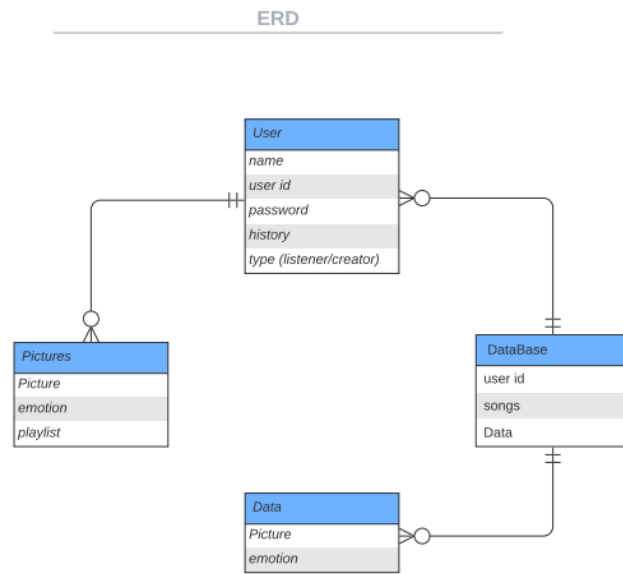 ERD
User
name
user id
password
history
type (listener/creator)
Pictures
Picture
emotion
playlist
DataBase
user id
songs
Data
Data
Picture
emotion